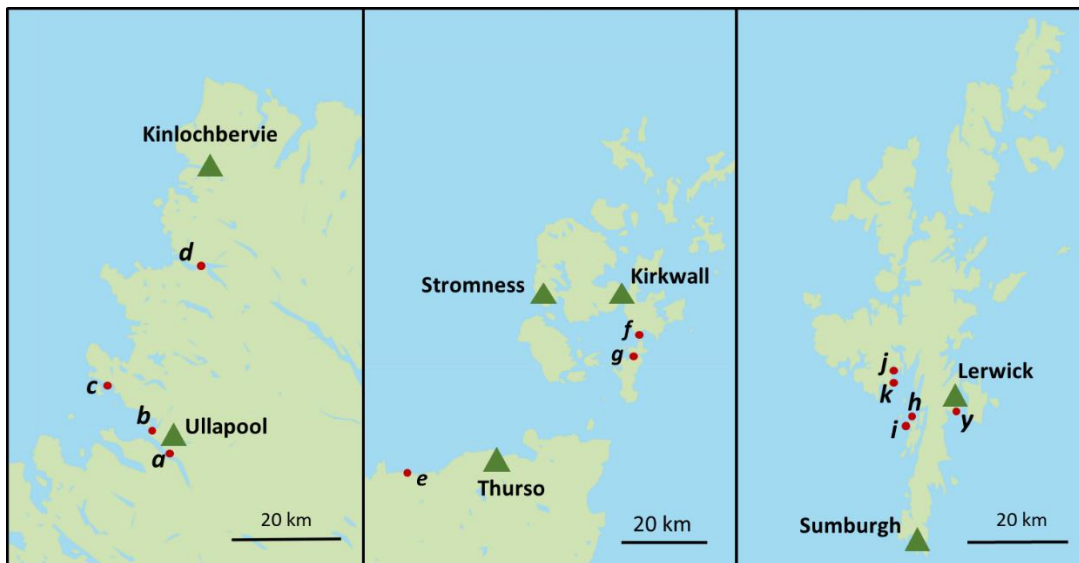 Kinlochbervie
d
c
b
Ullapool
a
20 km
Stromness
Kirkwall
f
g
e
Thurso
20 km
j
k
Lerwick
h
i
y
Sumburgh
20 km